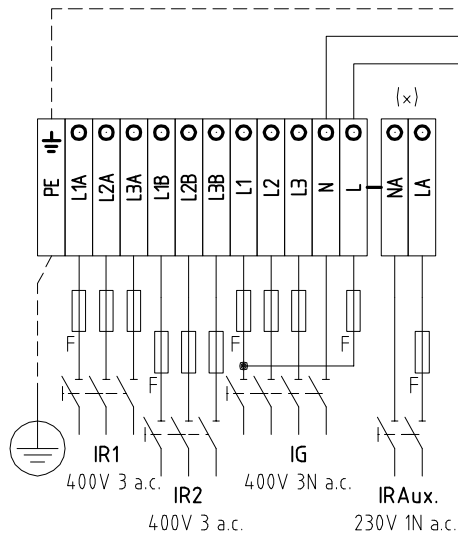 (x)
PE L1A L2A L3A L1B L2B L3B L1 L2 L3 N L NA LA
F F F F
F
IR1 IG IRAux.
400V 3 a.c. 400V 3N a.c.
IR2
400V 3 a.c. 230V 1N a.c.